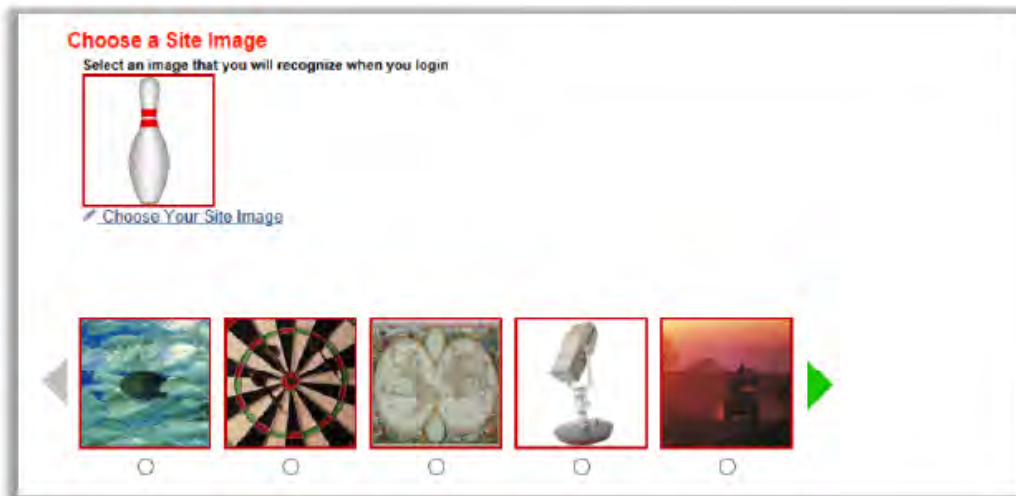 Choose a Site Image
Select an image that you will recognize when you login
Choose Your Site Image